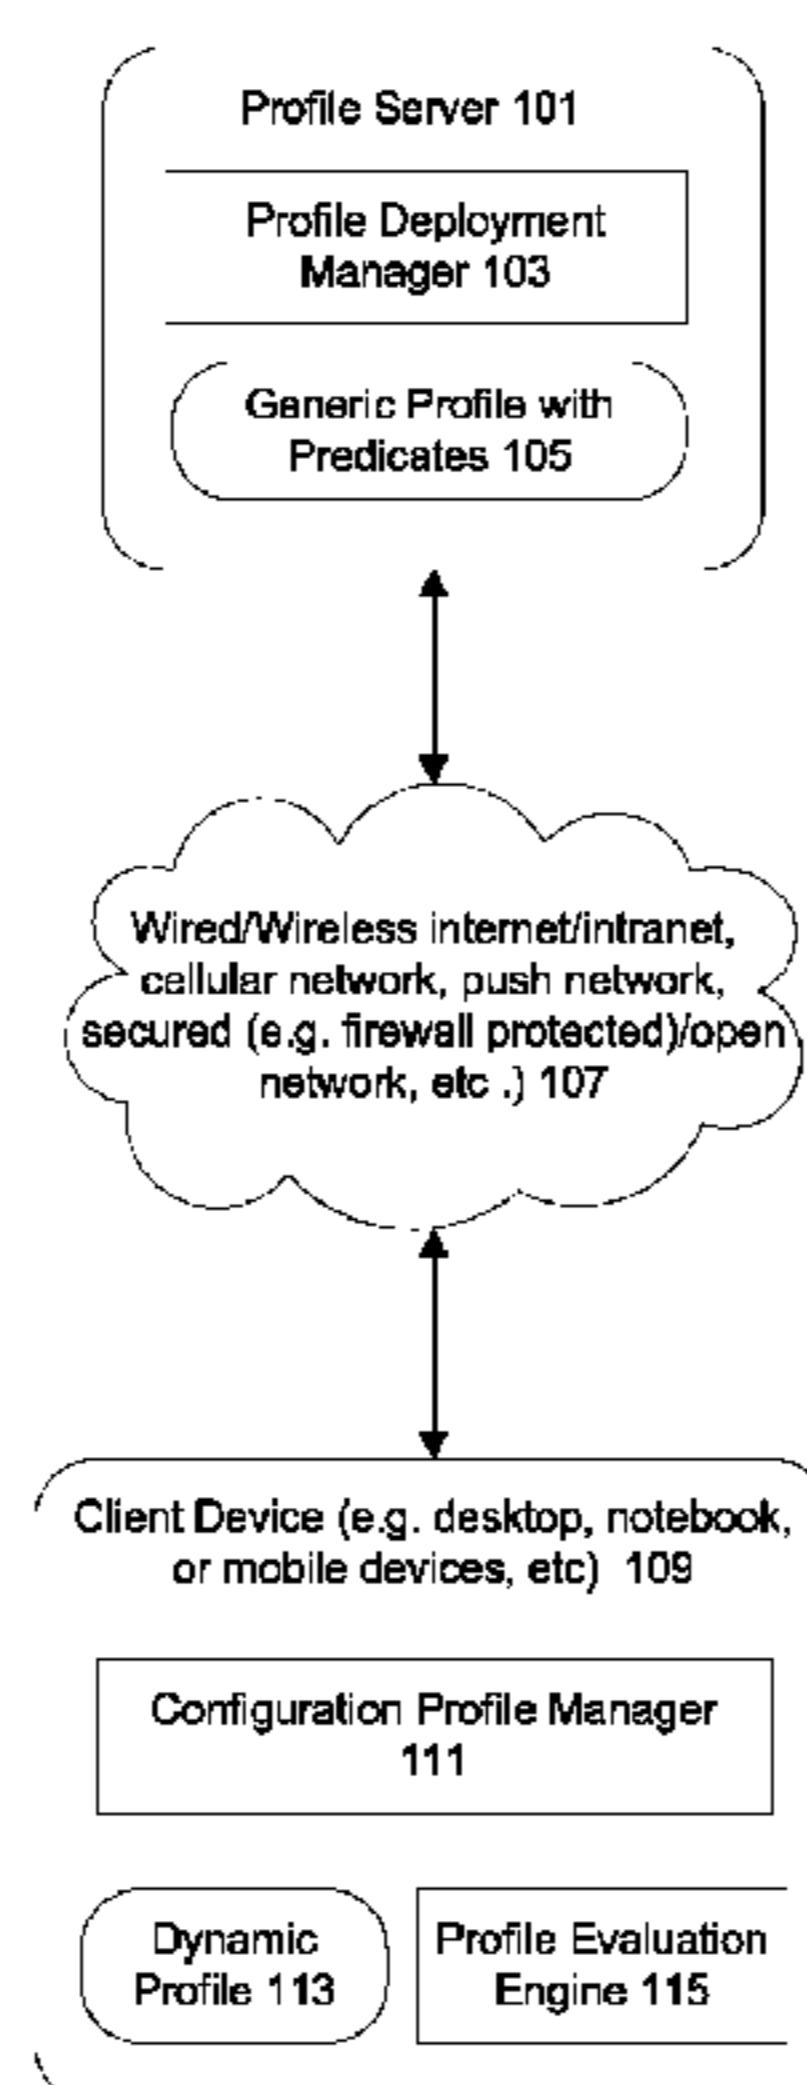 Profile Server 101
Profile Deployment
Manager 103
Generic Profile with
Predicates 105
Wired/Wireless internet/intranet,
cellular network, push network,
secured (e.g. firewall protected)/open
network, etc .) 107
Client Device (e.g. desktop, notebook,
or mobile devices, etc) 109
Configuration Profile Manager
111
Dynamic
Profile 113
Profile Evaluation
Engine 115